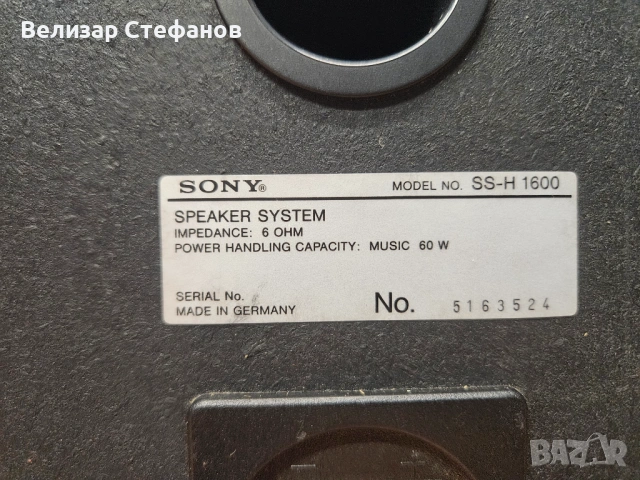 Велизар Стефанов
SONY® MODEL NO. SS-H 1600
SPEAKER SYSTEM
IMPEDANCE: 6 OHM
POWER HANDLING CAPACITY: MUSIC 60 W
SERIAL No.
MADE IN GERMANY No. 5163524
− +
BAZAR